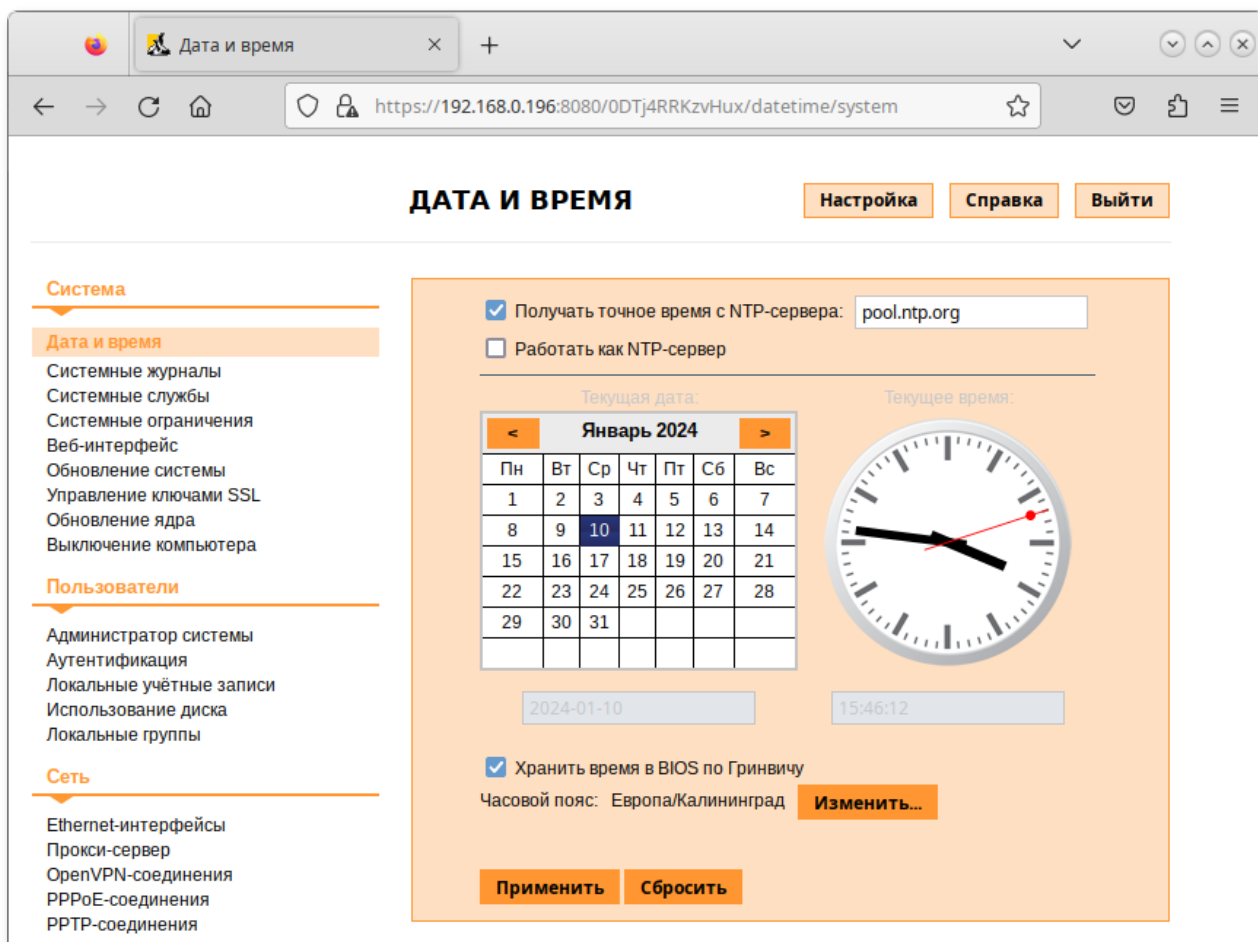 Дата и время
https://192.168.0.196:8080/0DTj4RRKzvHux/datetime/system
ДАТА И ВРЕМЯ
Настройка
Справка
Выйти
Система
Дата и время
Системные журналы
Системные службы
Системные ограничения
Веб-интерфейс
Обновление системы
Управление ключами SSL
Обновление ядра
Выключение компьютера
Пользователи
Администратор системы
Аутентификация
Локальные учётные записи
Использование диска
Локальные группы
Сеть
Ethernet-интерфейсы
Прокси-сервер
OpenVPN-соединения
PPPoE-соединения
PPTP-соединения
Получать точное время с NTP-сервера: pool.ntp.org
Работать как NTP-сервер
Текущая дата:
< Январь 2024 >
Пн Вт Ср Чт Пт Сб Вс
1 2 3 4 5 6 7
8 9 10 11 12 13 14
15 16 17 18 19 20 21
22 23 24 25 26 27 28
29 30 31
2024-01-10
Текущее время:
15:46:12
Хранить время в BIOS по Гринвичу
Часовой пояс: Европа/Калининград Изменить...
Применить Сбросить